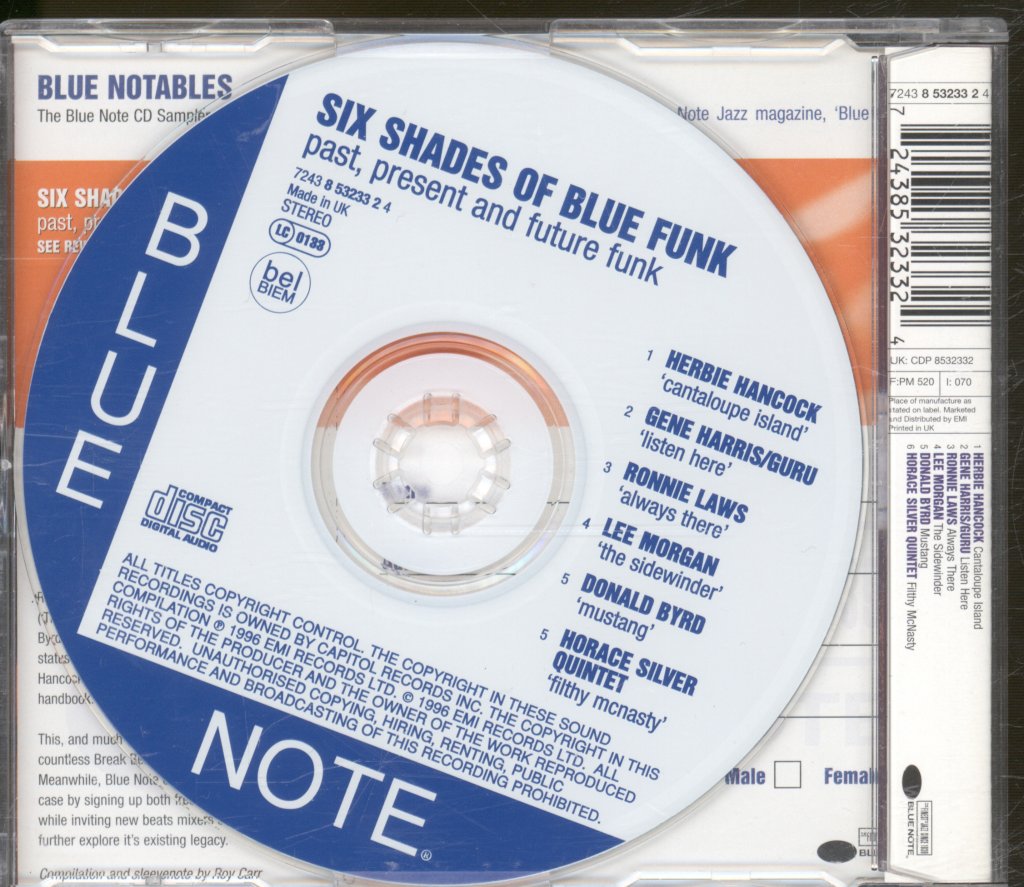 BLUE NOTABLES
The Blue Note CD Sampler
Note Jazz magazine, 'Blue
SIX SHA
past, pr
SEE RE
BLUE
NOTE®
SIX SHADES OF BLUE FUNK
past, present and future funk
7243 8 53233 2 4
Made in UK
STEREO
LC 0133
bel
BIEM
1 HERBIE HANCOCK
'cantaloupe island'
2 GENE HARRIS/GURU
'listen here'
3 RONNIE LAWS
'always there'
4 LEE MORGAN
'the sidewinder'
5 DONALD BYRD
'mustang'
5 HORACE SILVER
QUINTET
'filthy mcnasty'
COMPACT
disc
DIGITAL AUDIO
ALL TITLES COPYRIGHT CONTROL. THE COPYRIGHT IN THESE SOUND
RECORDINGS IS OWNED BY CAPITOL RECORDS INC. THE COPYRIGHT IN THIS
COMPILATION ℗ 1996 EMI RECORDS LTD. © 1996 EMI RECORDS LTD. ALL
RIGHTS OF THE PRODUCER AND THE OWNER OF THE WORK REPRODUCED
RESERVED. UNAUTHORISED COPYING, HIRING, RENTING, PUBLIC
PERFORMANCE AND BROADCASTING OF THIS RECORDING PROHIBITED.
states
Hancoc
handbook.
This, and much
countless Break Be
Meanwhile, Blue Note
case by signing up both fre
while inviting new beats mixers
further explore it's existing legacy.
Compilation and sleevenote by Roy Carr
Male
Femal
7243 8 53233 2 4
7 24385 32332 4
UK: CDP 8532332
F:PM 520
I: 070
Place of manufacture as
stated on label. Marketed
and Distributed by EMI
Printed in UK
1 HERBIE HANCOCK Cantaloupe Island
2 GENE HARRIS/GURU Listen Here
3 RONNIE LAWS Always There
4 LEE MORGAN The Sidewinder
5 DONALD BYRD Mustang
6 HORACE SILVER QUINTET Filthy McNasty
BLUE NOTE